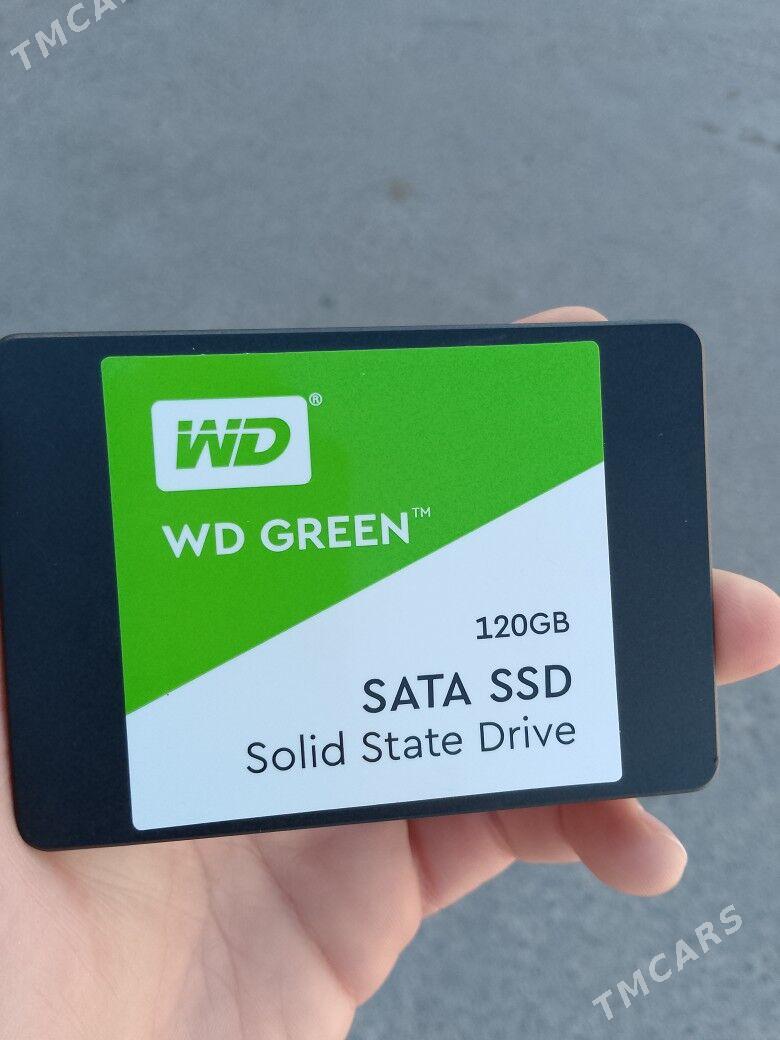 TMCARS
WD®
WD GREEN™
120GB
SATA SSD
Solid State Drive
TMCARS